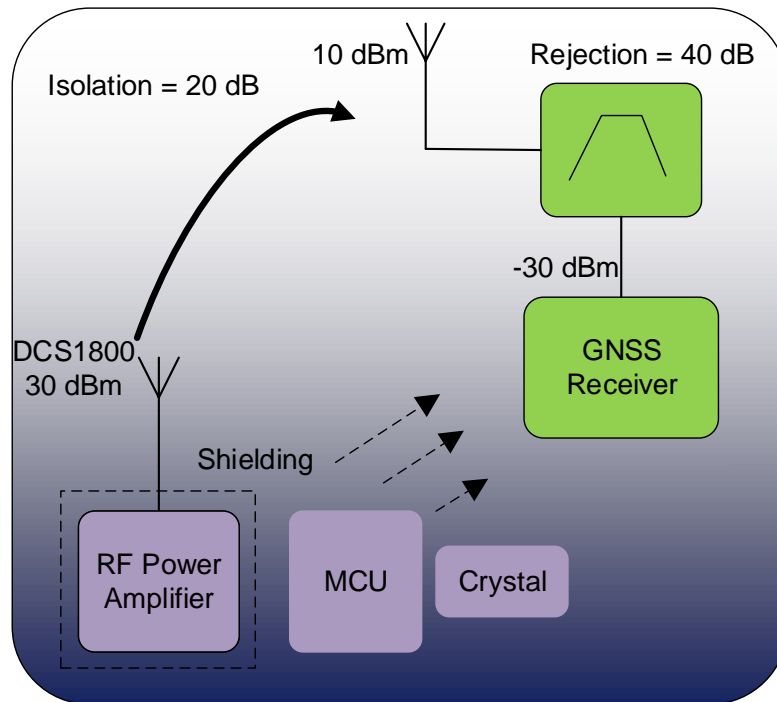 10 dBm
Rejection = 40 dB
Isolation = 20 dB
-30 dBm
DCS1800
30 dBm
GNSS
Receiver
Shielding
RF Power
Amplifier
MCU
Crystal